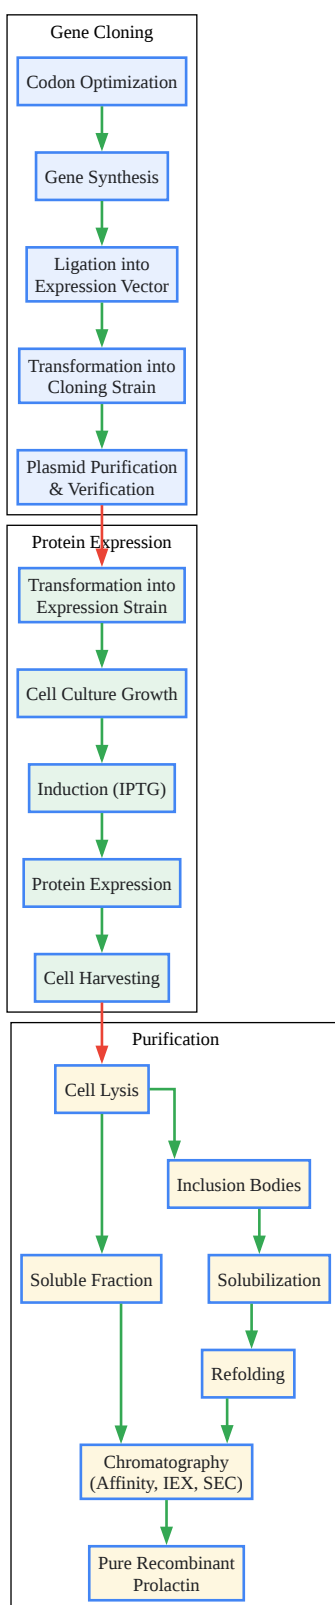 Gene Cloning
Codon Optimization
Gene Synthesis
Ligation into
Expression Vector
Transformation into
Cloning Strain
Plasmid Purification
& Verification
Protein Expression
Transformation into
Expression Strain
Cell Culture Growth
Induction (IPTG)
Protein Expression
Cell Harvesting
Purification
Cell Lysis
Inclusion Bodies
Soluble Fraction
Solubilization
Refolding
Chromatography
(Affinity, IEX, SEC)
Pure Recombinant
Prolactin